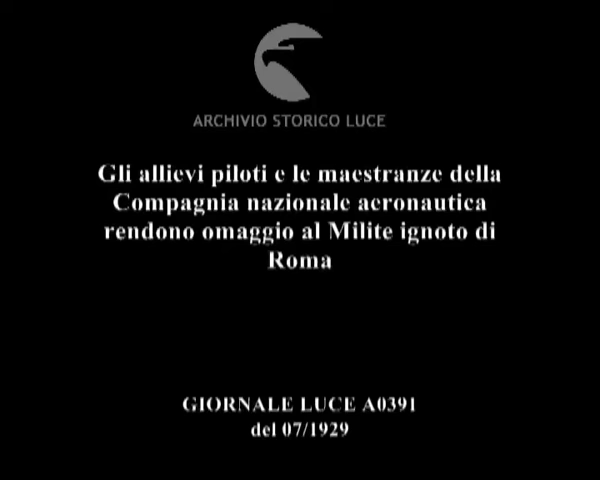 ARCHIVIO STORICO LUCE
Gli allievi piloti e le maestranze della
Compagnia nazionale aeronautica
rendono omaggio al Milite ignoto di
Roma
GIORNALE LUCE A0391
del 07/1929